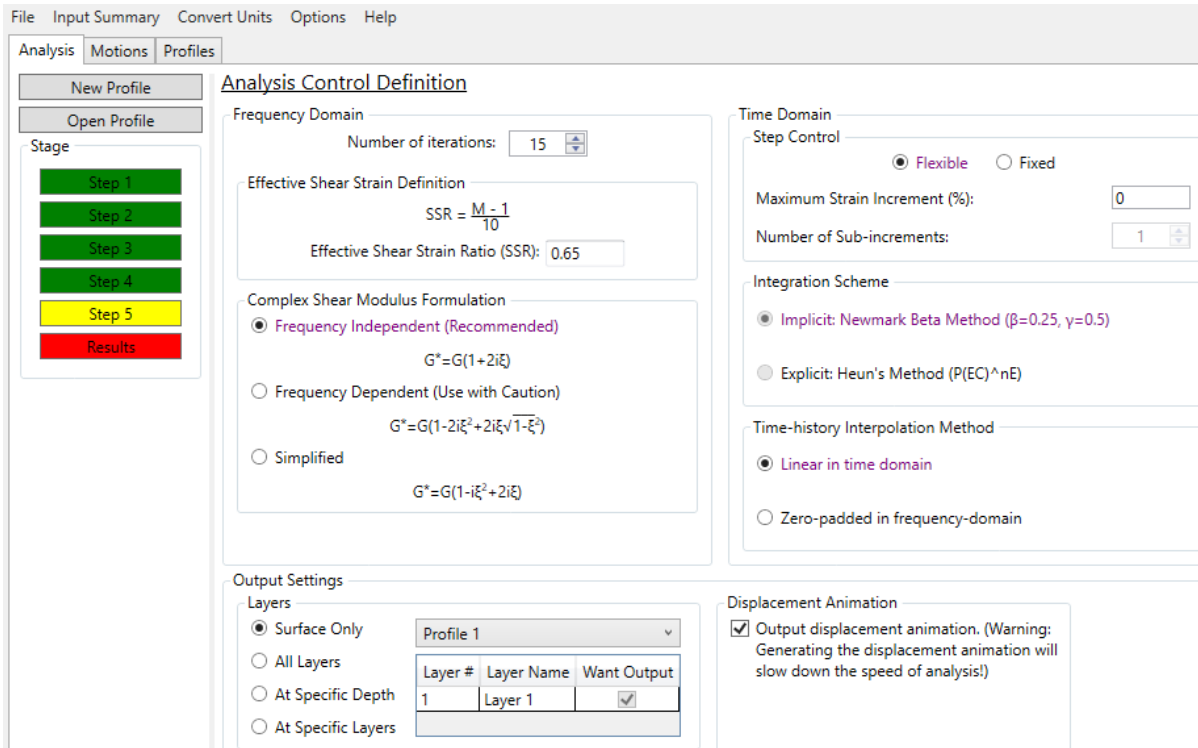 File Input Summary Convert Units Options Help
Analysis Motions Profiles
New Profile
Open Profile
Stage
Step 1
Step 2
Step 3
Step 4
Step 5
Results
Analysis Control Definition
Frequency Domain
Number of iterations: 15
Effective Shear Strain Definition
SSR = M - 1
10
Effective Shear Strain Ratio (SSR): 0.65
Complex Shear Modulus Formulation
Frequency Independent (Recommended)
G*=G(1+2iξ)
Frequency Dependent (Use with Caution)
G*=G(1-2iξ²+2iξ√1-ξ²)
Simplified
G*=G(1-iξ²+2iξ)
Time Domain
Step Control
Flexible Fixed
Maximum Strain Increment (%): 0
Number of Sub-increments: 1
Integration Scheme
Implicit: Newmark Beta Method (β=0.25, γ=0.5)
Explicit: Heun's Method (P(EC)^nE)
Time-history Interpolation Method
Linear in time domain
Zero-padded in frequency-domain
Output Settings
Layers
Surface Only
All Layers
At Specific Depth
At Specific Layers
Profile 1
Layer # Layer Name Want Output
1 Layer 1
Displacement Animation
Output displacement animation. (Warning:
Generating the displacement animation will
slow down the speed of analysis!)